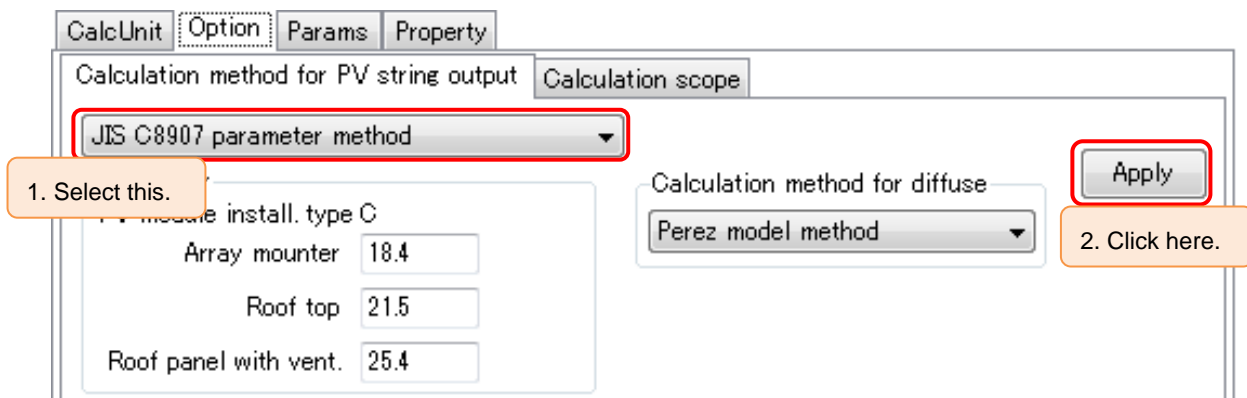 CalcUnit Option Params Property
Calculation method for PV string output Calculation scope
JIS C8907 parameter method
Apply
1. Select this.
install. type C
Calculation method for diffuse
Perez model method
2. Click here.
Array mounter 18.4
Roof top 21.5
Roof panel with vent. 25.4